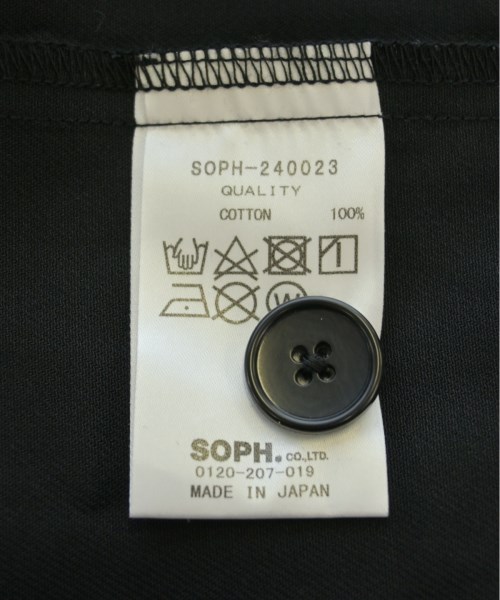 SOPH-240023
QUALITY
COTTON 100%
W
SOPH. CO.,LTD.
0120-207-019
MADE IN JAPAN